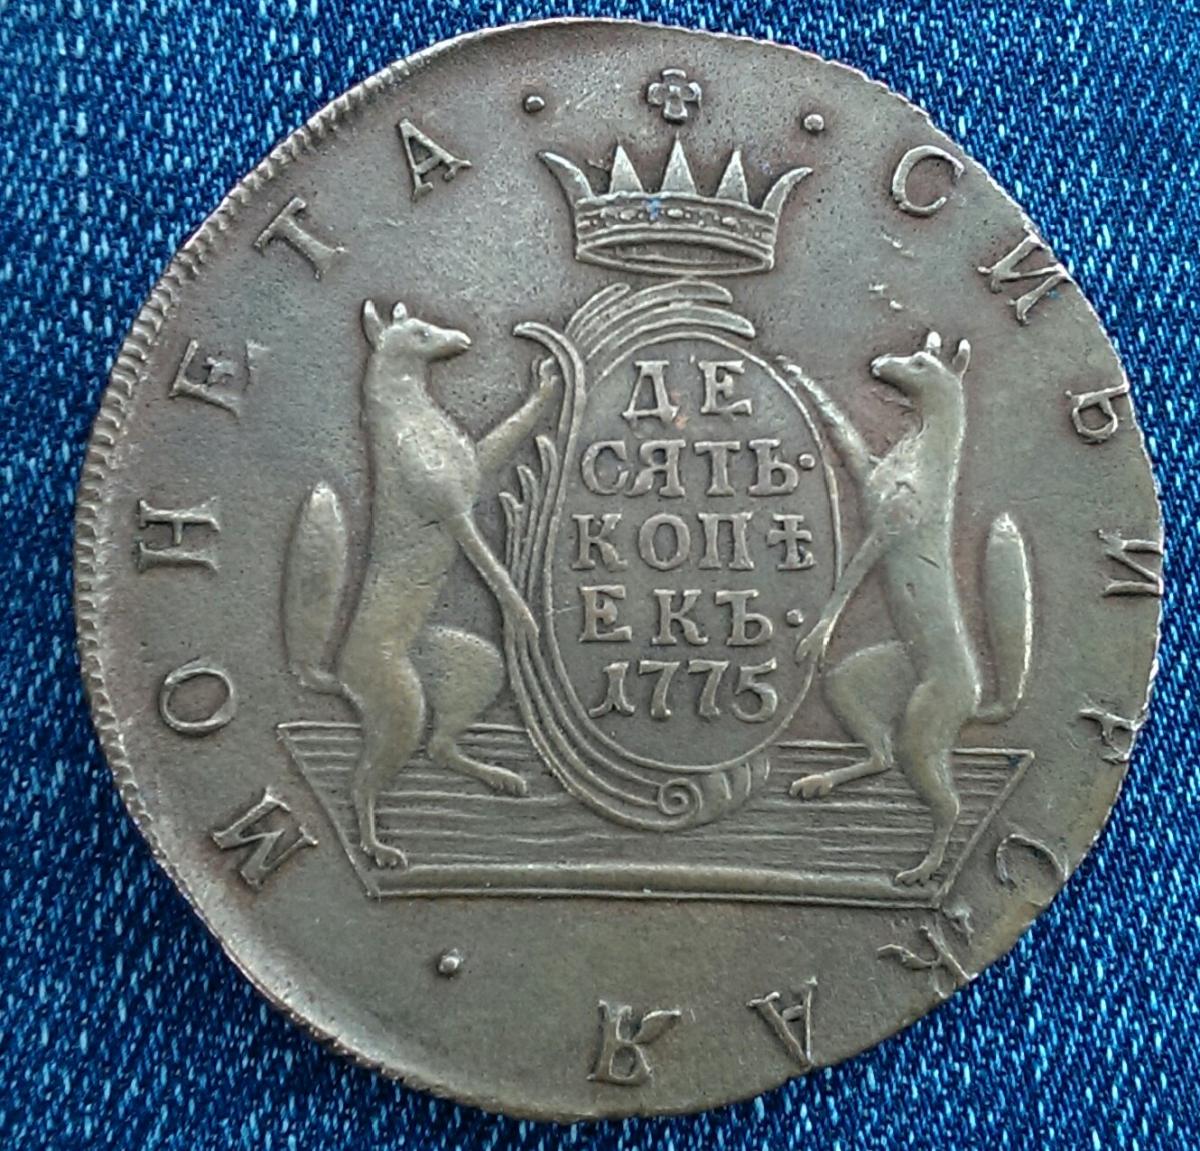 МОНЕТА · СИБИРСКАЯ
ДЕ
СЯТЬ·
КОПѢ
ЕКЪ·
1775